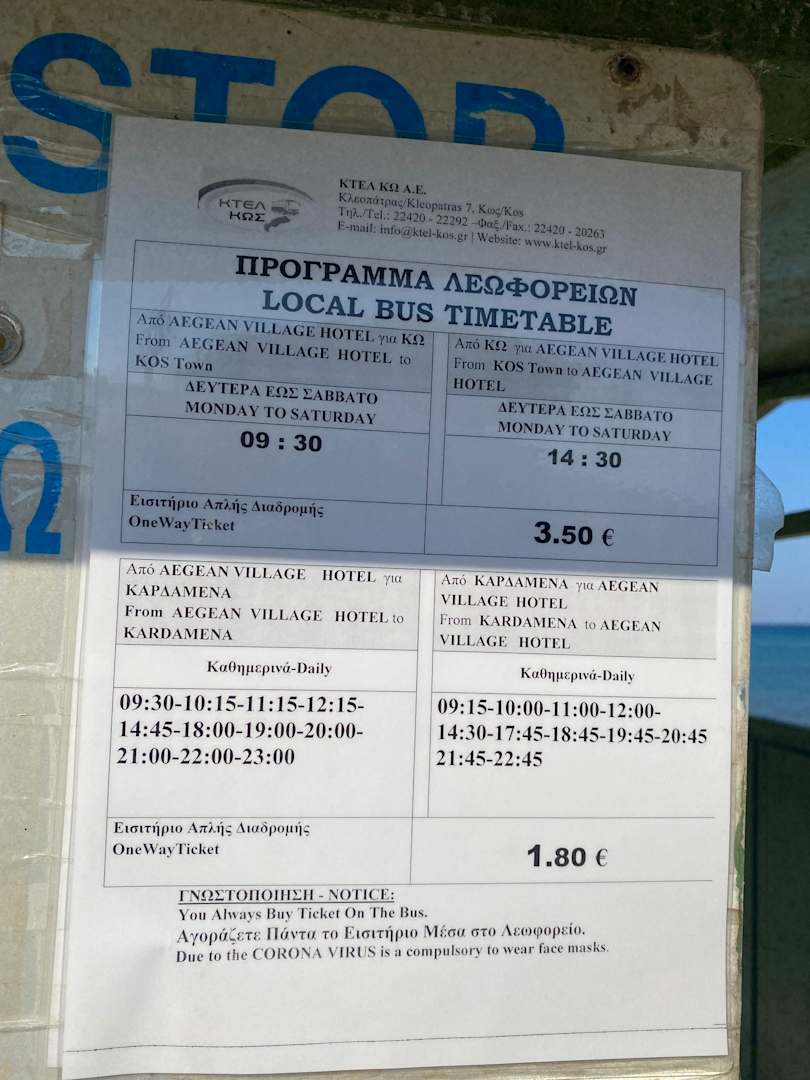 STOP
Ω
ΚΤΕΛ
ΚΩΣ
ΚΤΕΛ ΚΩ Α.Ε.
Κλεοπάτρας/Kleopatras 7, Κως/Kos
Τηλ./Tel.: 22420 - 22292 –Φαξ./Fax.: 22420 - 20263
E-mail: info@ktel-kos.gr | Website: www.ktel-kos.gr
ΠΡΟΓΡΑΜΜΑ ΛΕΩΦΟΡΕΙΩΝ
LOCAL BUS TIMETABLE
Από AEGEAN VILLAGE HOTEL για ΚΩ
From AEGEAN VILLAGE HOTEL to
KOS Town
ΔΕΥΤΕΡΑ ΕΩΣ ΣΑΒΒΑΤΟ
MONDAY TO SATURDAY
09 : 30
Από ΚΩ για AEGEAN VILLAGE HOTEL
From KOS Town to AEGEAN VILLAGE
HOTEL
ΔΕΥΤΕΡΑ ΕΩΣ ΣΑΒΒΑΤΟ
MONDAY TO SATURDAY
14 : 30
Εισιτήριο Απλής Διαδρομής
OneWayTicket
3.50 €
Από AEGEAN VILLAGE HOTEL για
ΚΑΡΔΑΜΕΝΑ
From AEGEAN VILLAGE HOTEL to
KARDAMENA
Καθημερινά-Daily
09:30-10:15-11:15-12:15-
14:45-18:00-19:00-20:00-
21:00-22:00-23:00
Από ΚΑΡΔΑΜΕΝΑ για AEGEAN
VILLAGE HOTEL
From KARDAMENA to AEGEAN
VILLAGE HOTEL
Καθημερινά-Daily
09:15-10:00-11:00-12:00-
14:30-17:45-18:45-19:45-20:45
21:45-22:45
Εισιτήριο Απλής Διαδρομής
OneWayTicket
1.80 €
ΓΝΩΣΤΟΠΟΙΗΣΗ - NOTICE:
You Always Buy Ticket On The Bus.
Αγοράζετε Πάντα το Εισιτήριο Μέσα στο Λεωφορείο.
Due to the CORONA VIRUS is a compulsory to wear face masks.